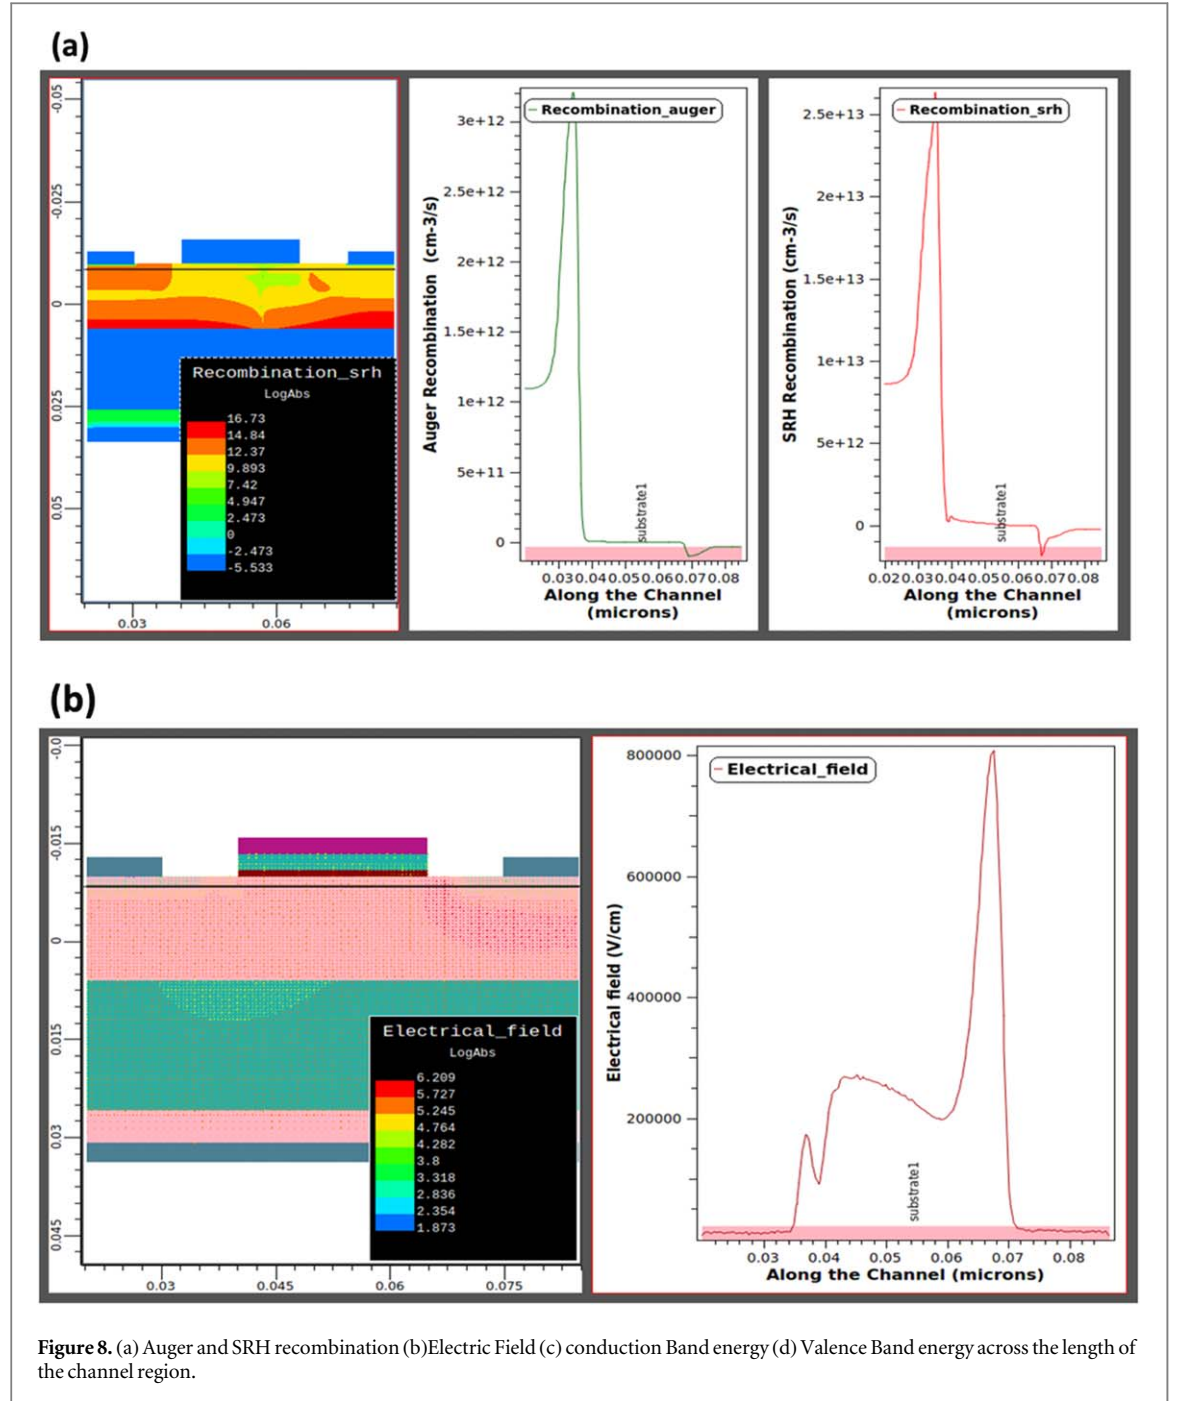 (a)
-0.05
-0.025
0
0.025
0.05
0.03
0.06
Recombination_srh
LogAbs
16.73
14.84
12.37
9.893
7.42
4.947
2.473
0
-2.473
-5.533
Recombination_auger
Auger Recombination (cm-3/s)
3e+12
2.5e+12
2e+12
1.5e+12
1e+12
5e+11
0
substrate1
0.030.040.050.060.070.08
Along the Channel
(microns)
Recombination_srh
SRH Recombination (cm-3/s)
2.5e+13
2e+13
1.5e+13
1e+13
5e+12
0
substrate1
0.020.030.040.050.060.070.08
Along the Channel
(microns)
(b)
-0.0
-0.015
0
0.015
0.03
0.045
0.03
0.045
0.06
0.075
Electrical_field
LogAbs
6.209
5.727
5.245
4.764
4.282
3.8
3.318
2.836
2.354
1.873
Electrical_field
Electrical field (V/cm)
800000
600000
400000
200000
substrate1
0.03
0.04
0.05
0.06
0.07
0.08
Along the Channel (microns)
Figure 8. (a) Auger and SRH recombination (b)Electric Field (c) conduction Band energy (d) Valence Band energy across the length of
the channel region.